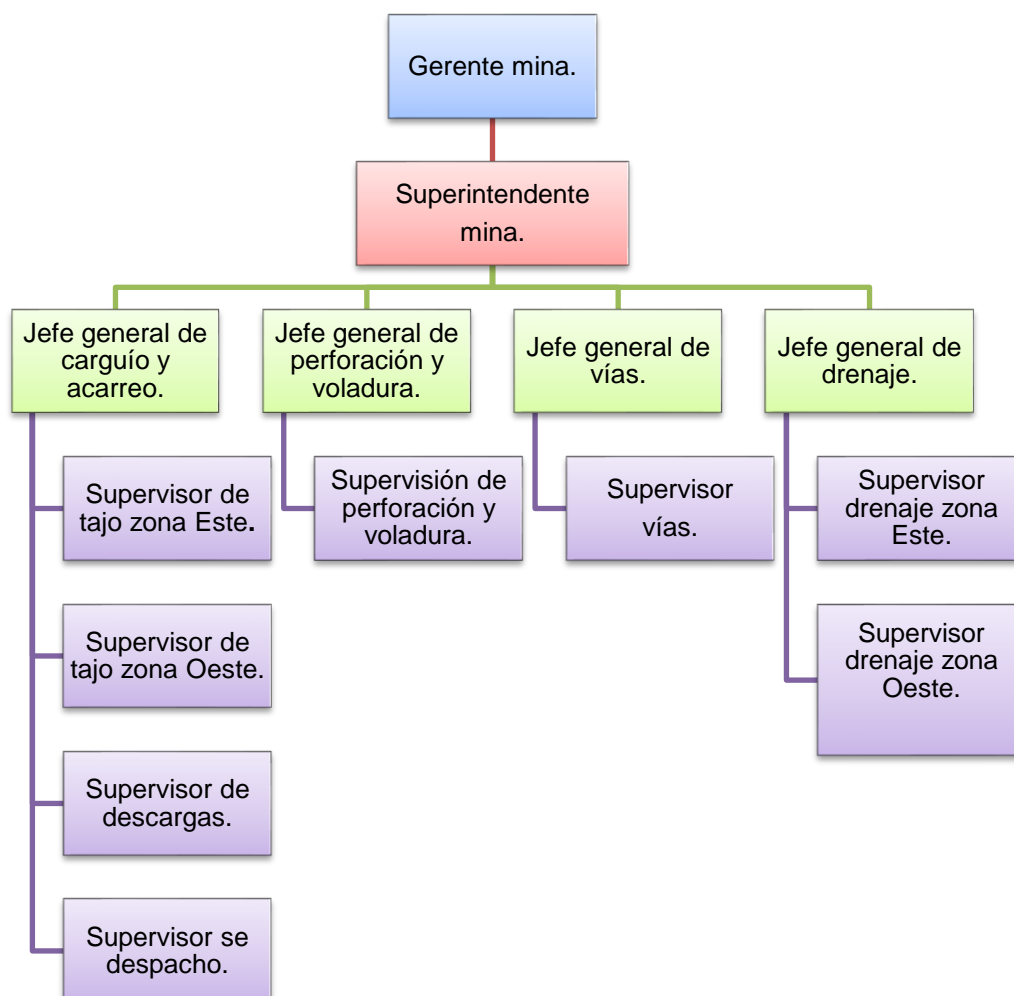 Gerente mina.
Superintendente
mina.
Jefe general de
carguío y
acarreo.
Jefe general de
perforación y
voladura.
Jefe general de
vías.
Jefe general de
drenaje.
Supervisor de
tajo zona Este.
Supervisor de
tajo zona Oeste.
Supervisor de
descargas.
Supervisor se
despacho.
Supervisión de
perforación y
voladura.
Supervisor
vías.
Supervisor
drenaje zona
Este.
Supervisor
drenaje zona
Oeste.